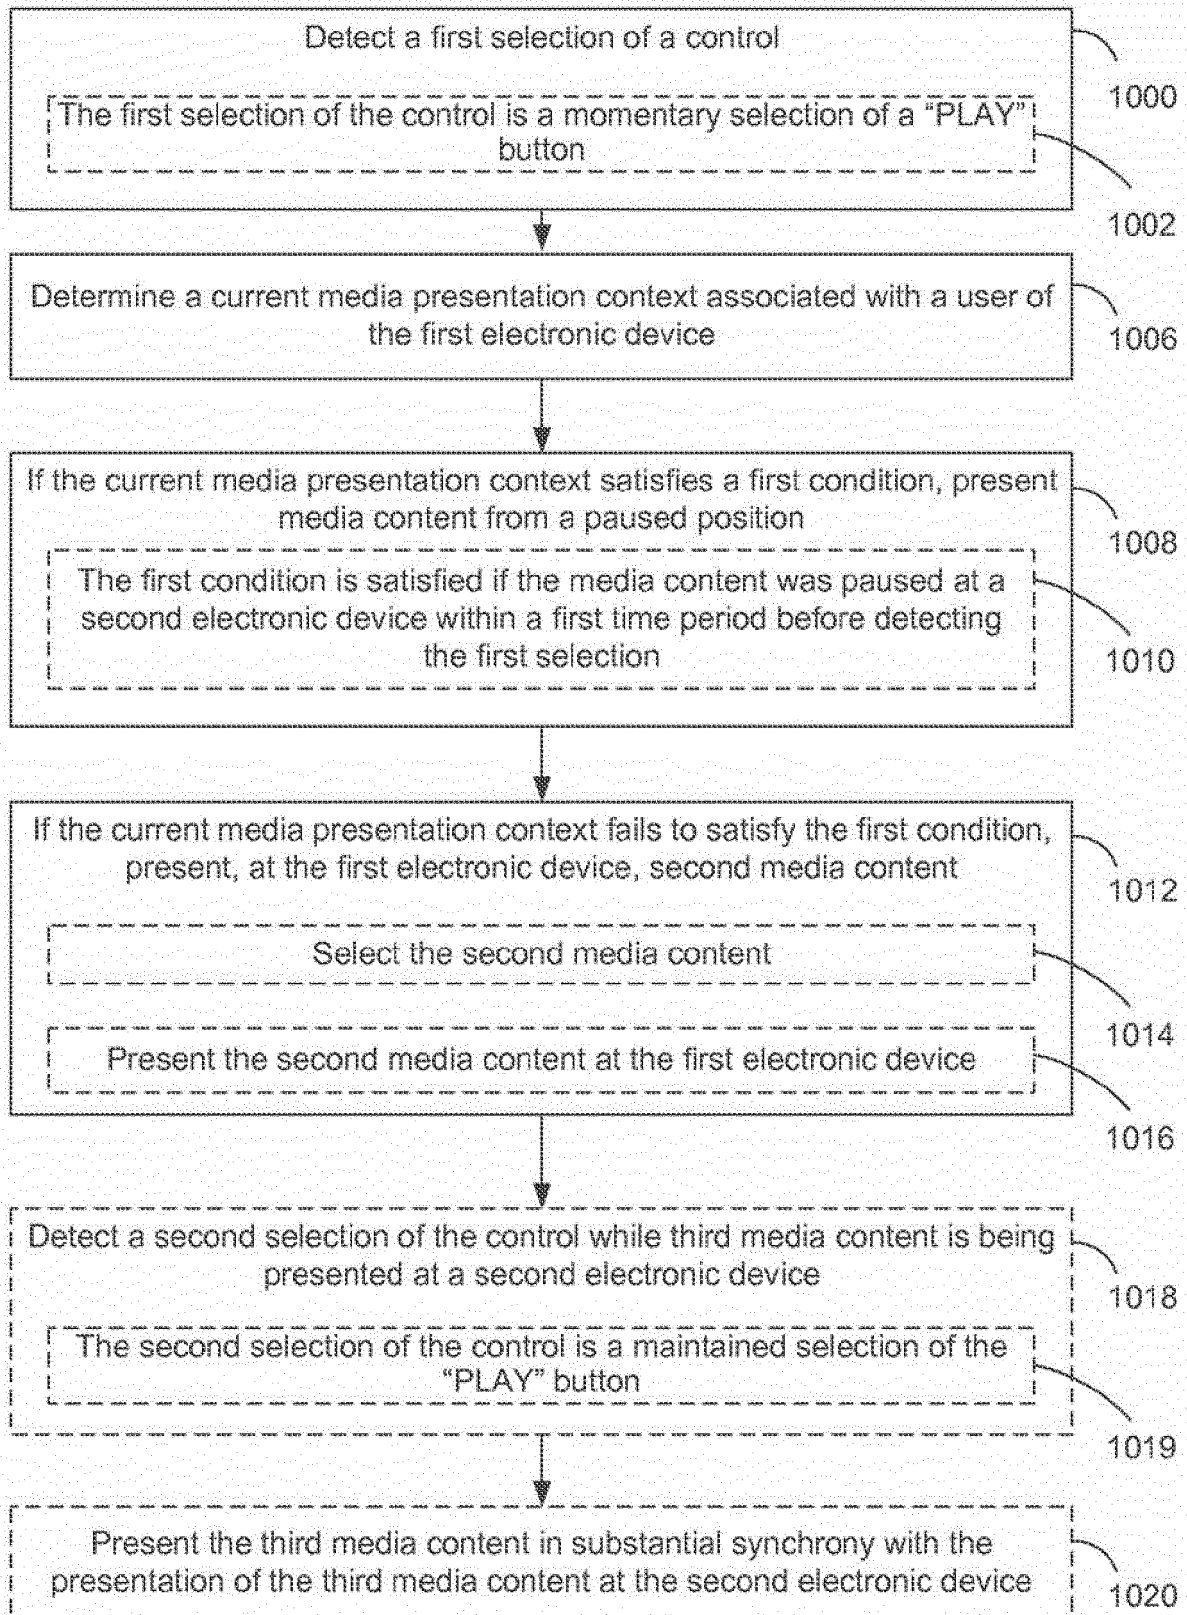 Detect a first selection of a control
1000
The first selection of the control is a momentary selection of a “PLAY”
button
1002
Determine a current media presentation context associated with a user of
the first electronic device
1006
If the current media presentation context satisfies a first condition, present
media content from a paused position
1008
The first condition is satisfied if the media content was paused at a
second electronic device within a first time period before detecting
the first selection
1010
If the current media presentation context fails to satisfy the first condition,
present, at the first electronic device, second media content
1012
Select the second media content
1014
Present the second media content at the first electronic device
1016
Detect a second selection of the control while third media content is being
presented at a second electronic device
1018
The second selection of the control is a maintained selection of the
“PLAY” button
1019
Present the third media content in substantial synchrony with the
presentation of the third media content at the second electronic device
1020